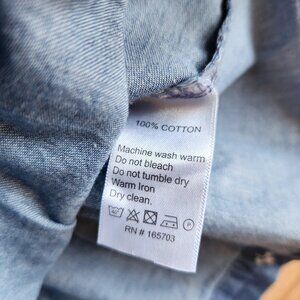 100% COTTON
Machine wash warm
Do not bleach
Do not tumble dry
Warm Iron
Dry clean.
RN # 165703